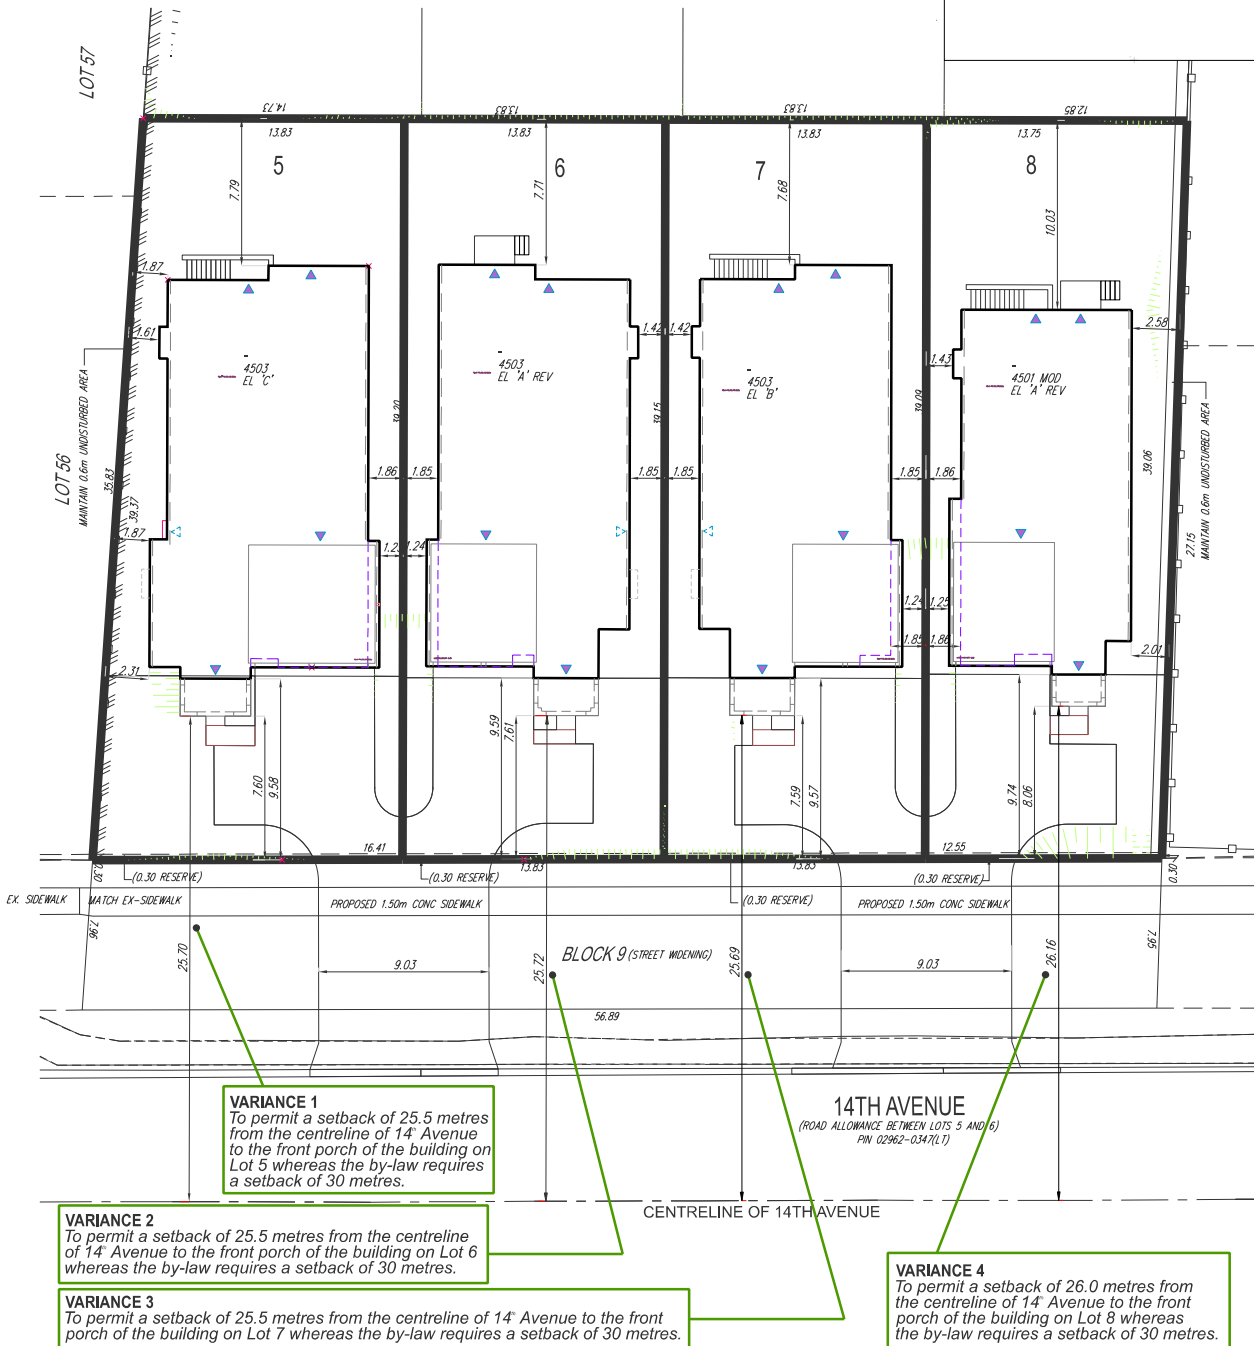 LOT 57
14.73
13.83
13.83
12.85
13.83
13.83
13.83
13.75
5
6
7
8
7.79
7.71
7.68
10.03
1.87
1.61
1.42
1.42
1.43
2.58
4503
EL 'C'
4503
EL 'A' REV
4503
EL 'B'
4501 MOD
EL 'A' REV
39.20
39.15
39.09
39.06
LOT 56
MAINTAIN 0.6m UNDISTURBED AREA
35.83
39.37
27.15
MAINTAIN 0.6m UNDISTURBED AREA
1.86
1.85
1.85
1.85
1.85
1.86
1.87
1.24
1.24
1.25
1.85
1.86
2.31
2.01
7.60
9.58
9.59
7.61
7.59
9.57
9.74
8.06
16.41
13.83
13.83
12.55
0.30
(0.30 RESERVE)
(0.30 RESERVE)
(0.30 RESERVE)
(0.30 RESERVE)
0.30
EX. SIDEWALK
MATCH EX-SIDEWALK
PROPOSED 1.50m CONC SIDEWALK
PROPOSED 1.50m CONC SIDEWALK
7.96
25.70
9.03
25.72
BLOCK 9 (STREET WIDENING)
25.69
9.03
26.16
7.95
56.89
14TH AVENUE
(ROAD ALLOWANCE BETWEEN LOTS 5 AND 6)
PIN 02962-0347(LT)
CENTRELINE OF 14TH AVENUE
VARIANCE 1
To permit a setback of 25.5 metres
from the centreline of 14th Avenue
to the front porch of the building on
Lot 5 whereas the by-law requires
a setback of 30 metres.
VARIANCE 2
To permit a setback of 25.5 metres from the centreline
of 14th Avenue to the front porch of the building on Lot 6
whereas the by-law requires a setback of 30 metres.
VARIANCE 3
To permit a setback of 25.5 metres from the centreline of 14th Avenue to the front
porch of the building on Lot 7 whereas the by-law requires a setback of 30 metres.
VARIANCE 4
To permit a setback of 26.0 metres from
the centreline of 14th Avenue to the front
porch of the building on Lot 8 whereas
the by-law requires a setback of 30 metres.